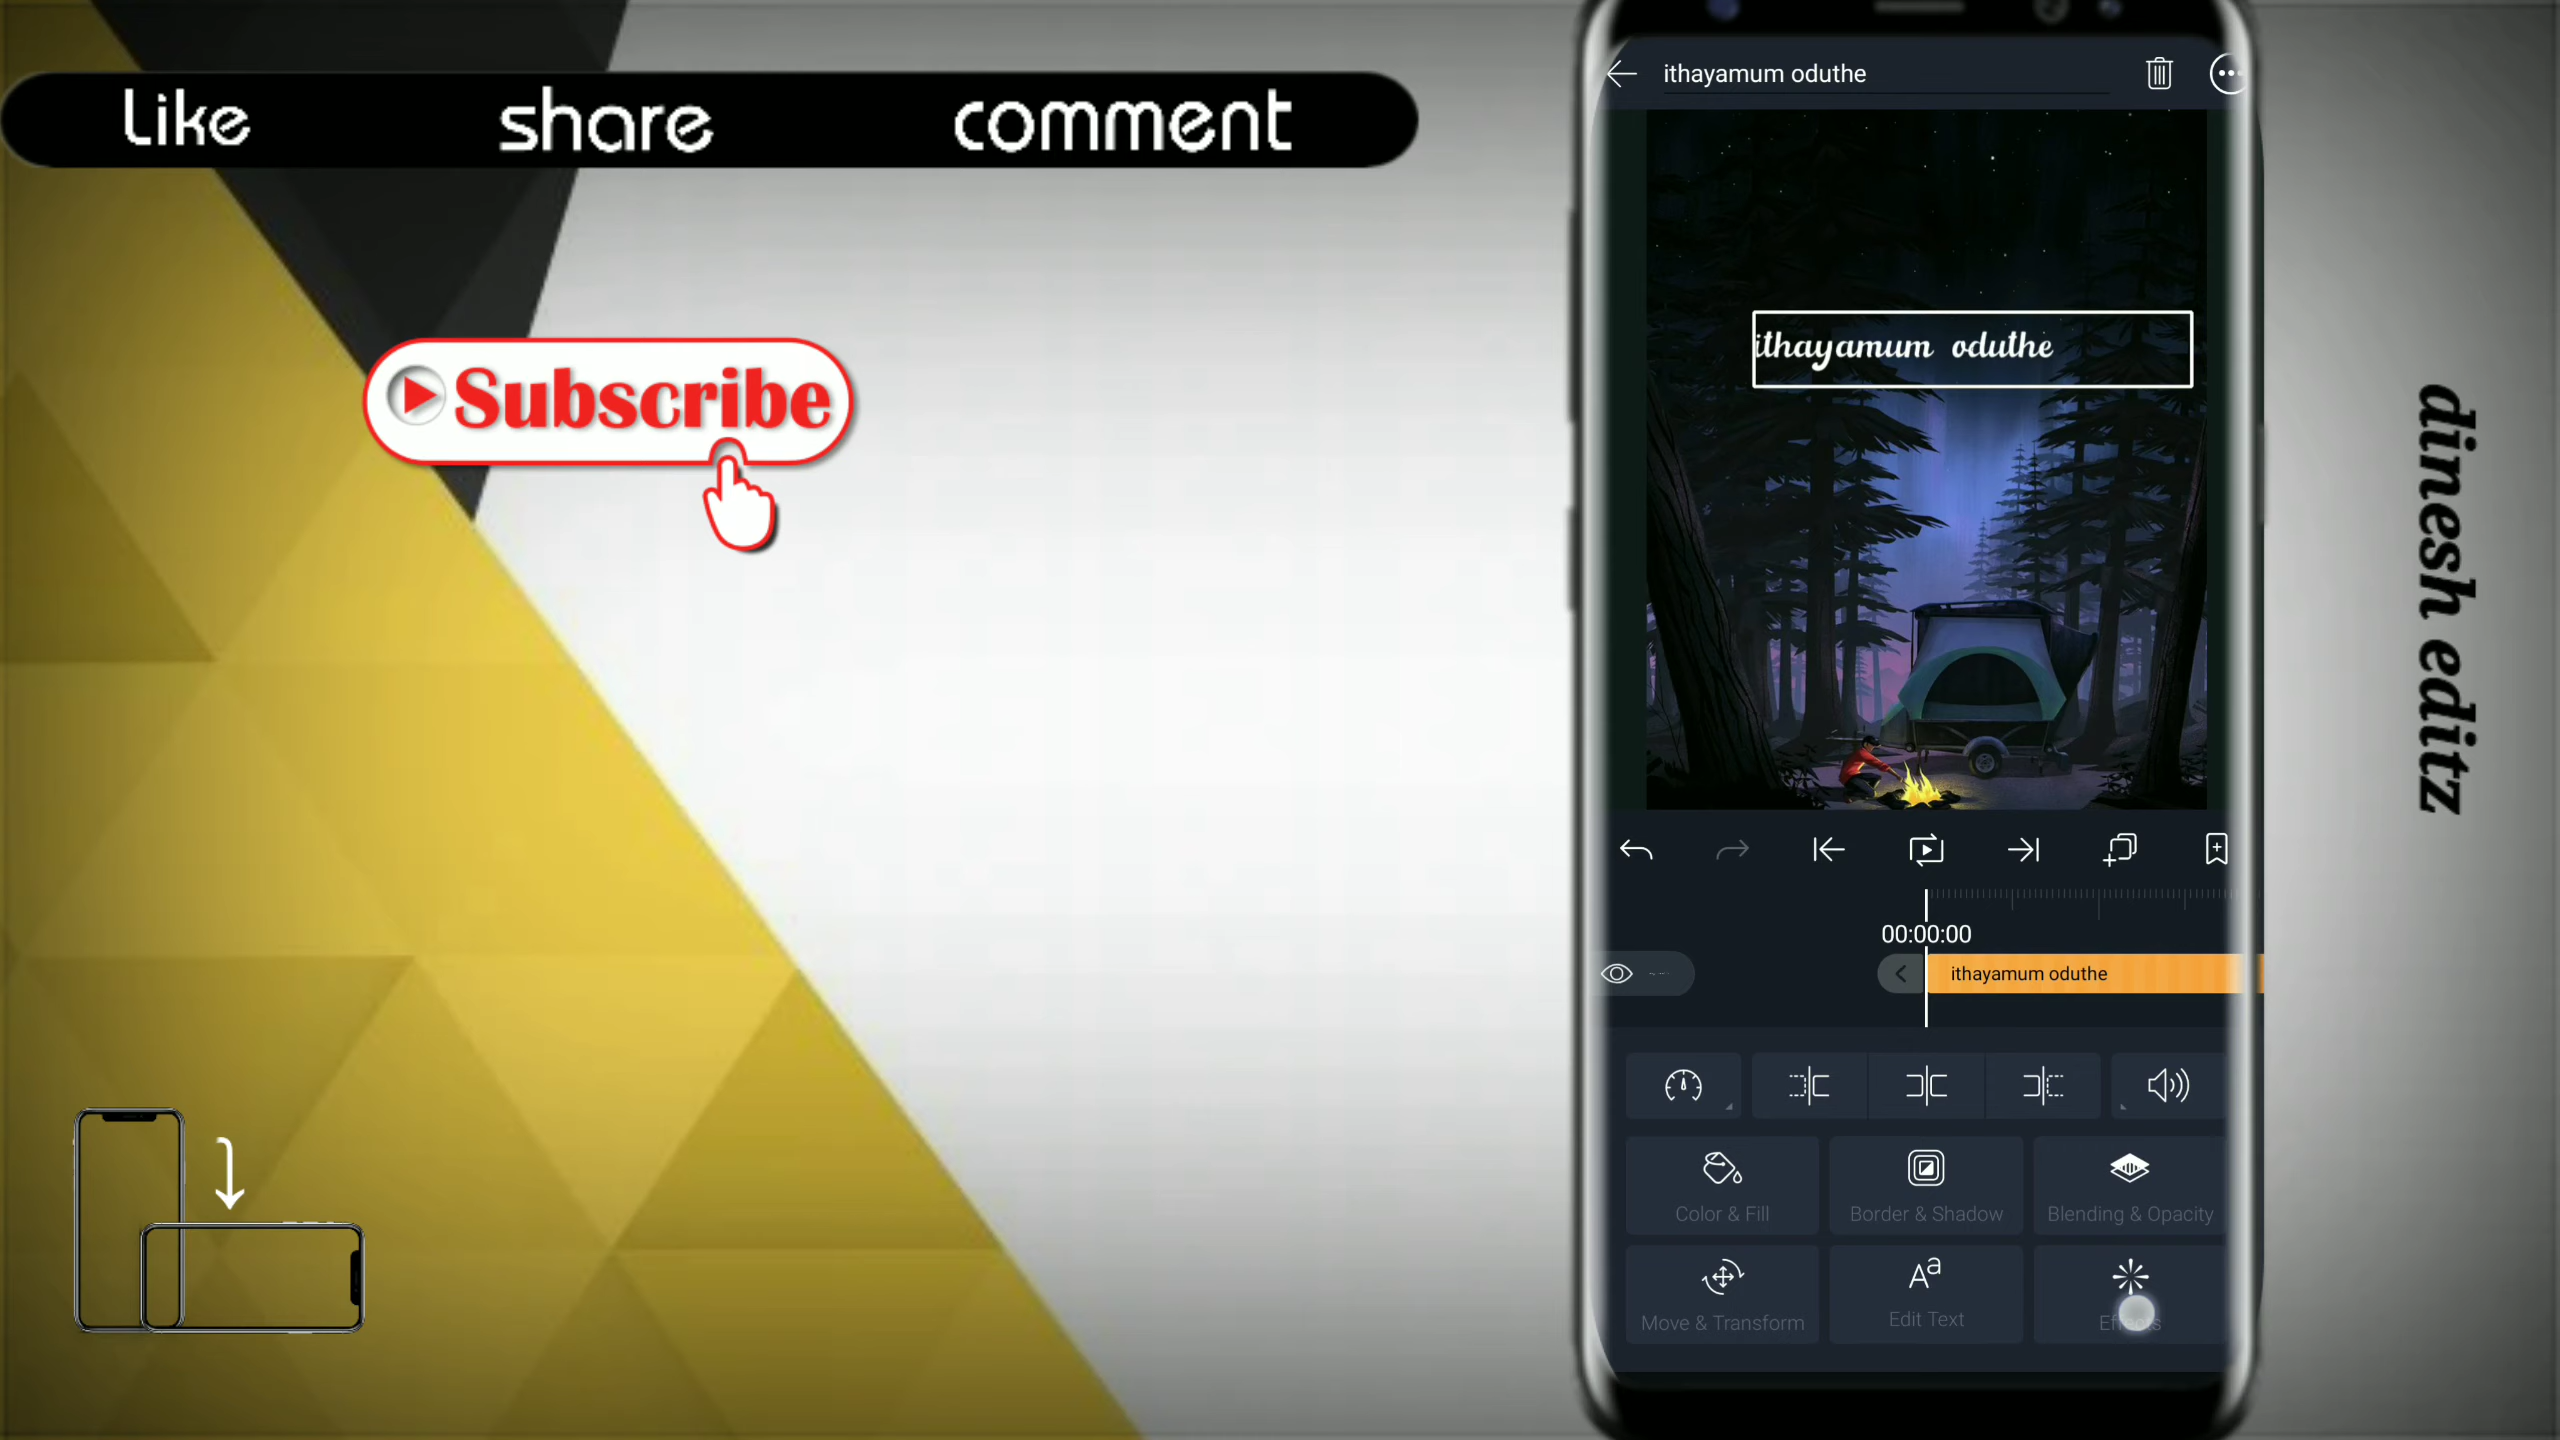 Like share comment
Subscribe
ithayamum oduthe
ithayamum oduthe
00:00:00
ithayamum oduthe
Color & Fill
Border & Shadow
Blending & Opacity
Move & Transform
Edit Text
Effects
dinesh editz